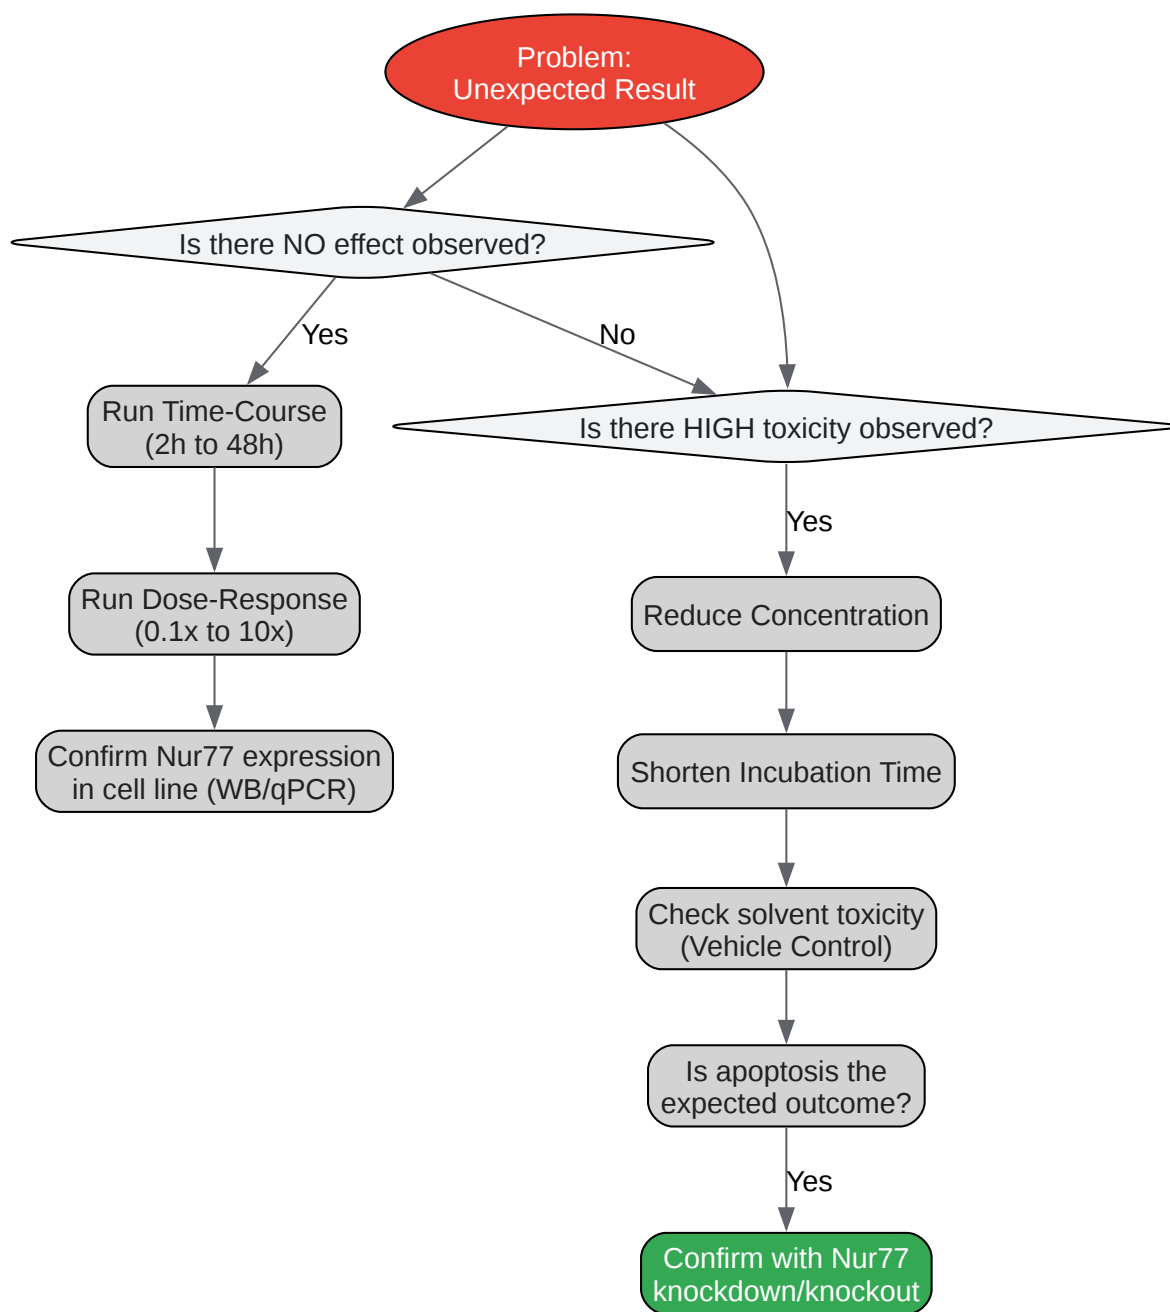 Problem:
Unexpected Result
Is there NO effect observed?
Yes
No
Run Time-Course
(2h to 48h)
Is there HIGH toxicity observed?
Yes
Run Dose-Response
(0.1x to 10x)
Reduce Concentration
Confirm Nur77 expression
in cell line (WB/qPCR)
Shorten Incubation Time
Check solvent toxicity
(Vehicle Control)
Is apoptosis the
expected outcome?
Yes
Confirm with Nur77
knockdown/knockout